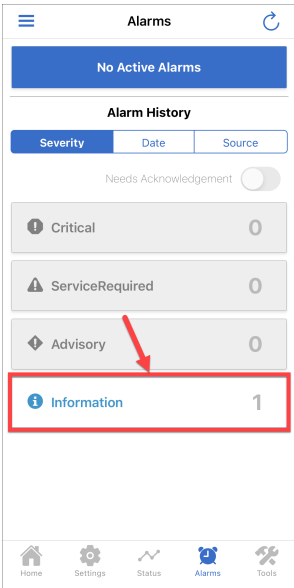 Alarms
No Active Alarms
Alarm History
Severity Date Source
Needs Acknowledgement
Critical 0
ServiceRequired 0
Advisory 0
Information 1
Home Settings Status Alarms Tools